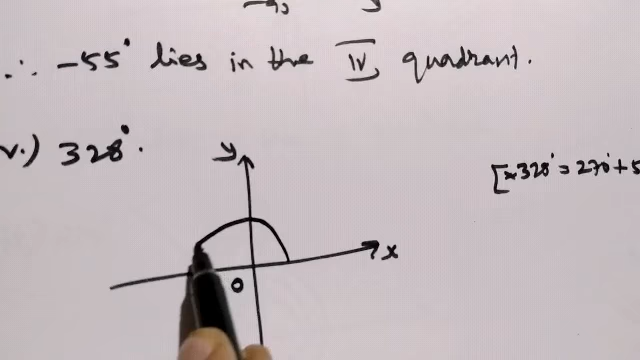 ∴ -55° lies in the IV quadrant.
v.) 328°.
y
[∵ 328° = 270° + 5
x
0